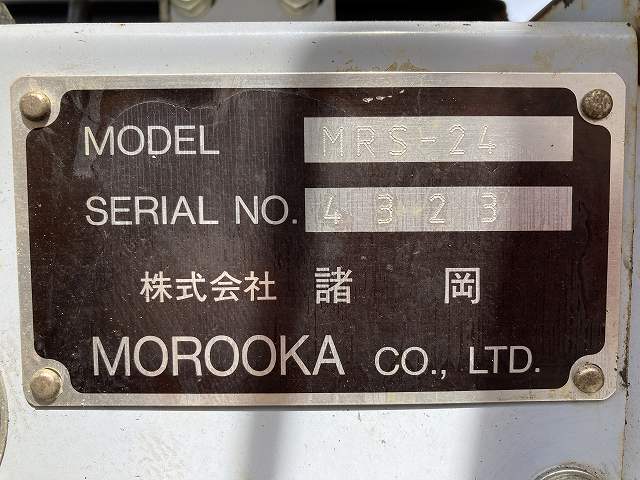 MODEL MRS-24
SERIAL NO. 4323
株式会社 諸岡
MOROOKA CO., LTD.